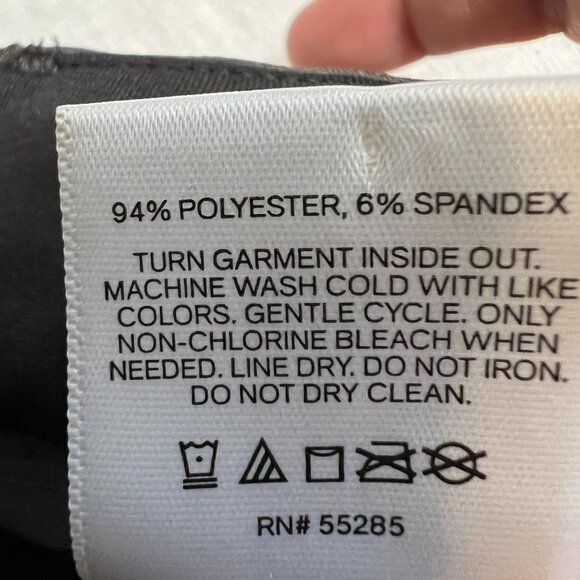 94% POLYESTER, 6% SPANDEX
TURN GARMENT INSIDE OUT.
MACHINE WASH COLD WITH LIKE
COLORS. GENTLE CYCLE. ONLY
NON-CHLORINE BLEACH WHEN
NEEDED. LINE DRY. DO NOT IRON.
DO NOT DRY CLEAN.
RN# 55285